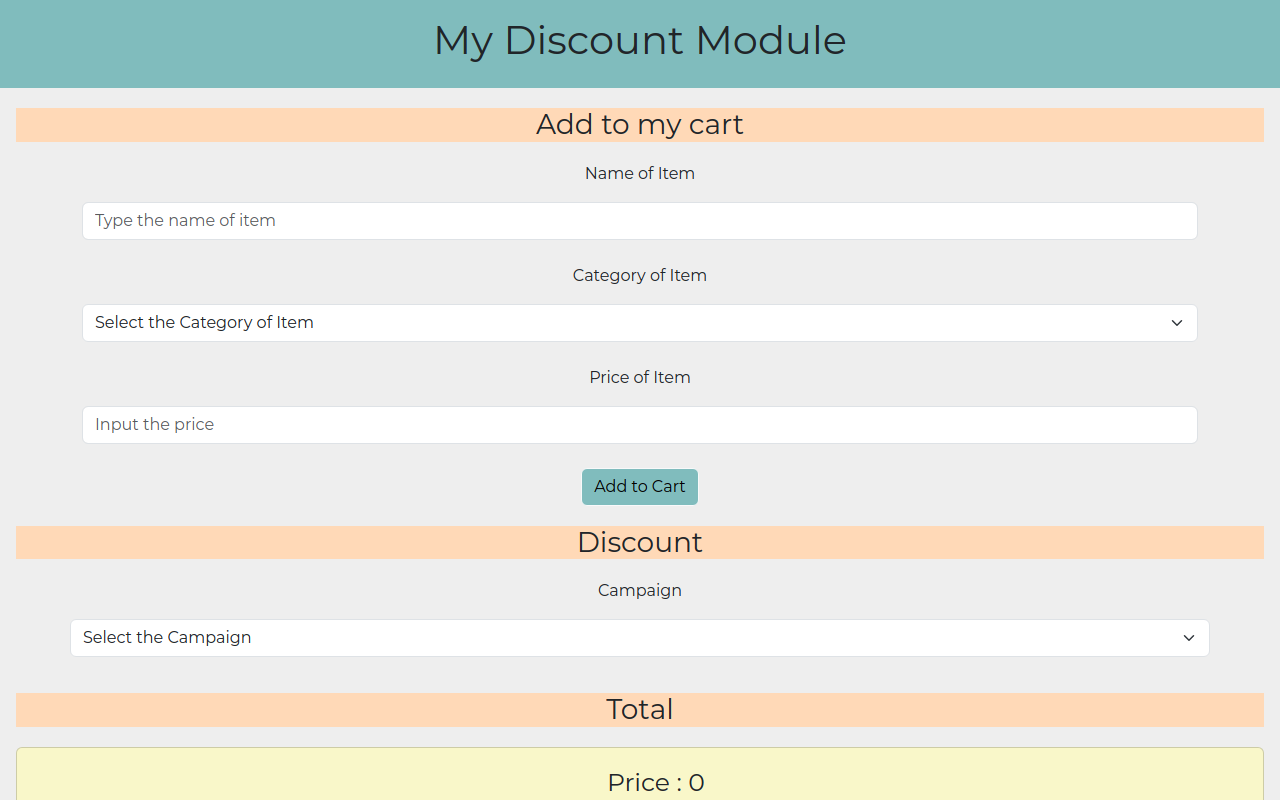 My Discount Module
Add to my cart
Name of Item
Type the name of item
Category of Item
Select the Category of Item
Price of Item
Input the price
Add to Cart
Discount
Campaign
Select the Campaign
Total
Price : 0